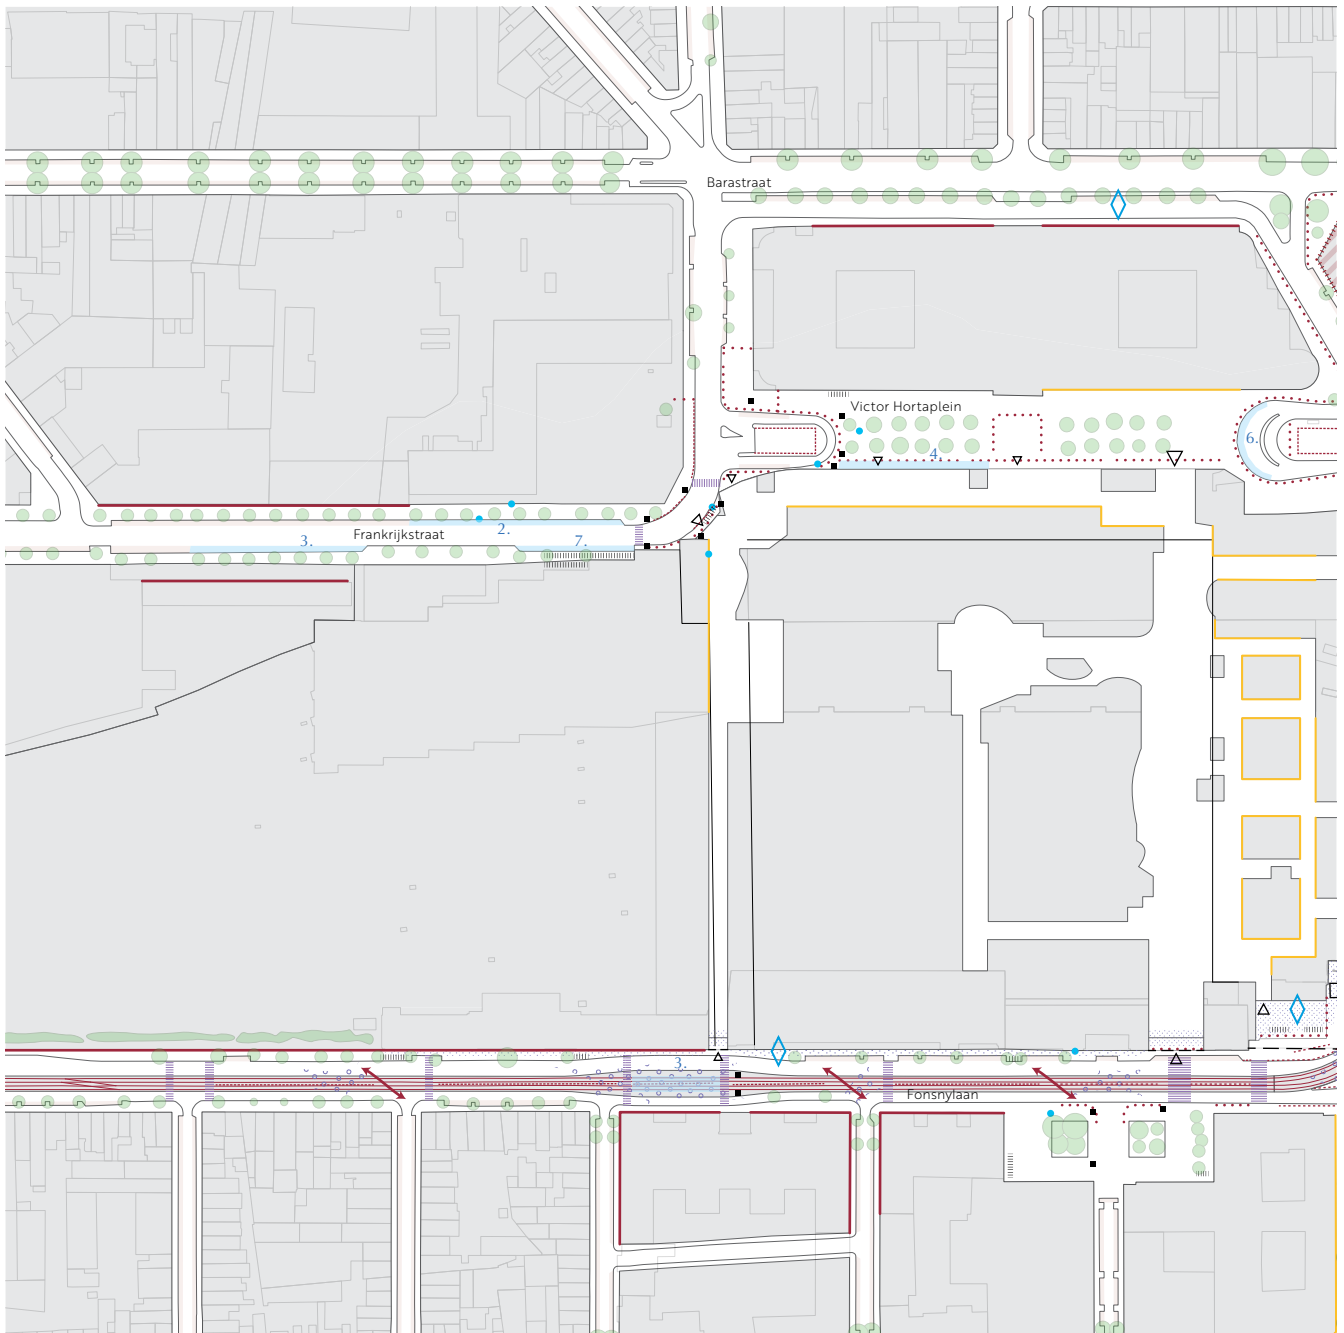 Barastraat
Victor Hortaplein
6.
4.
2.
Frankrijkstraat
3.
7.
3.
Fonsnylaan